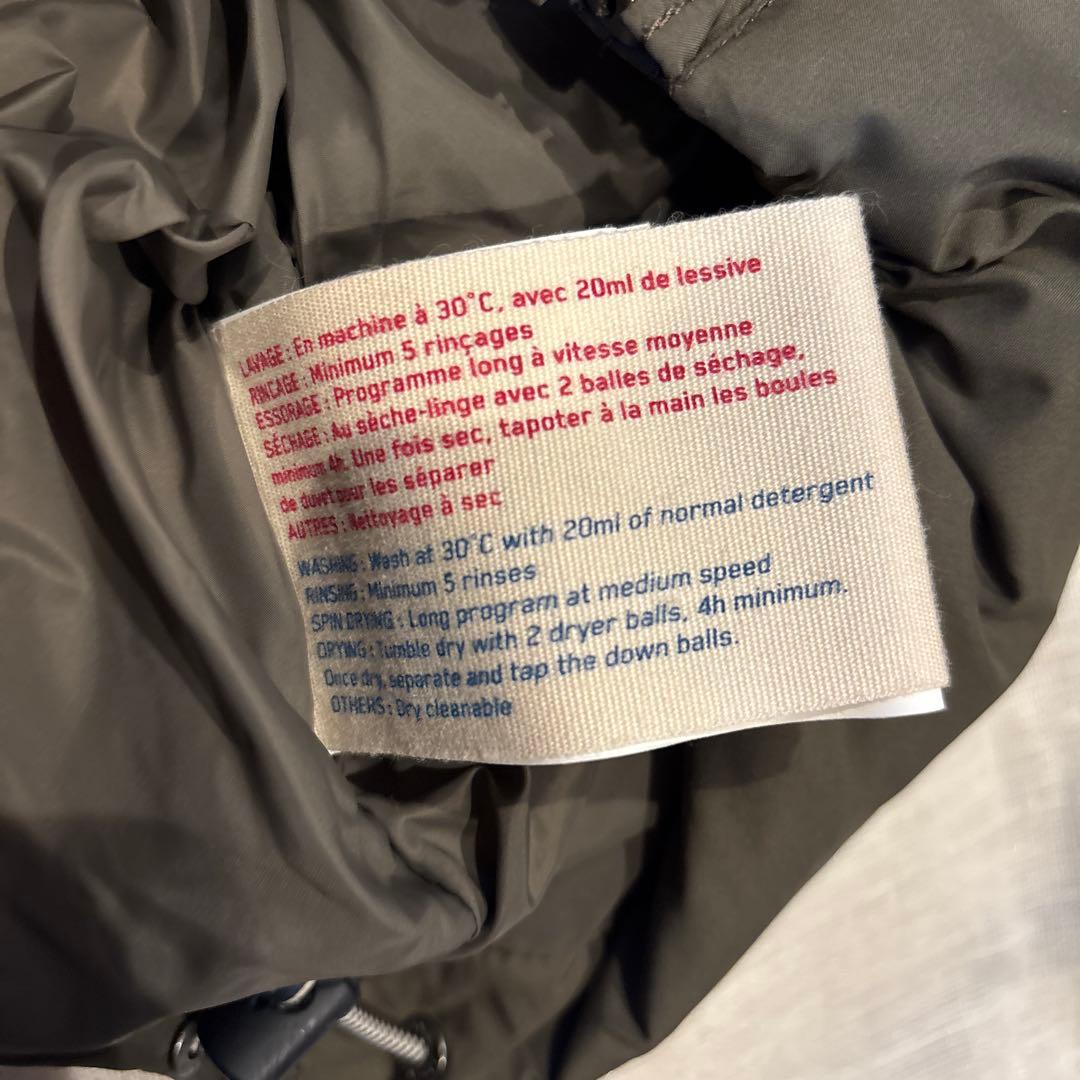 LAVAGE : En machine à 30°C, avec 20ml de lessive
RINCAGE : Minimum 5 rinçages
ESSORAGE : Programme long à vitesse moyenne
SÉCHAGE : Au sèche-linge avec 2 balles de séchage,
minimum 4h. Une fois sec, tapoter à la main les boules
de duvet pour les séparer
AUTRES : Nettoyage à sec
WASHING : Wash at 30°C with 20ml of normal detergent
RINSING : Minimum 5 rinses
SPIN DRYING : Long program at medium speed
DRYING : Tumble dry with 2 dryer balls, 4h minimum.
Once dry, separate and tap the down balls.
OTHERS : Dry cleanable